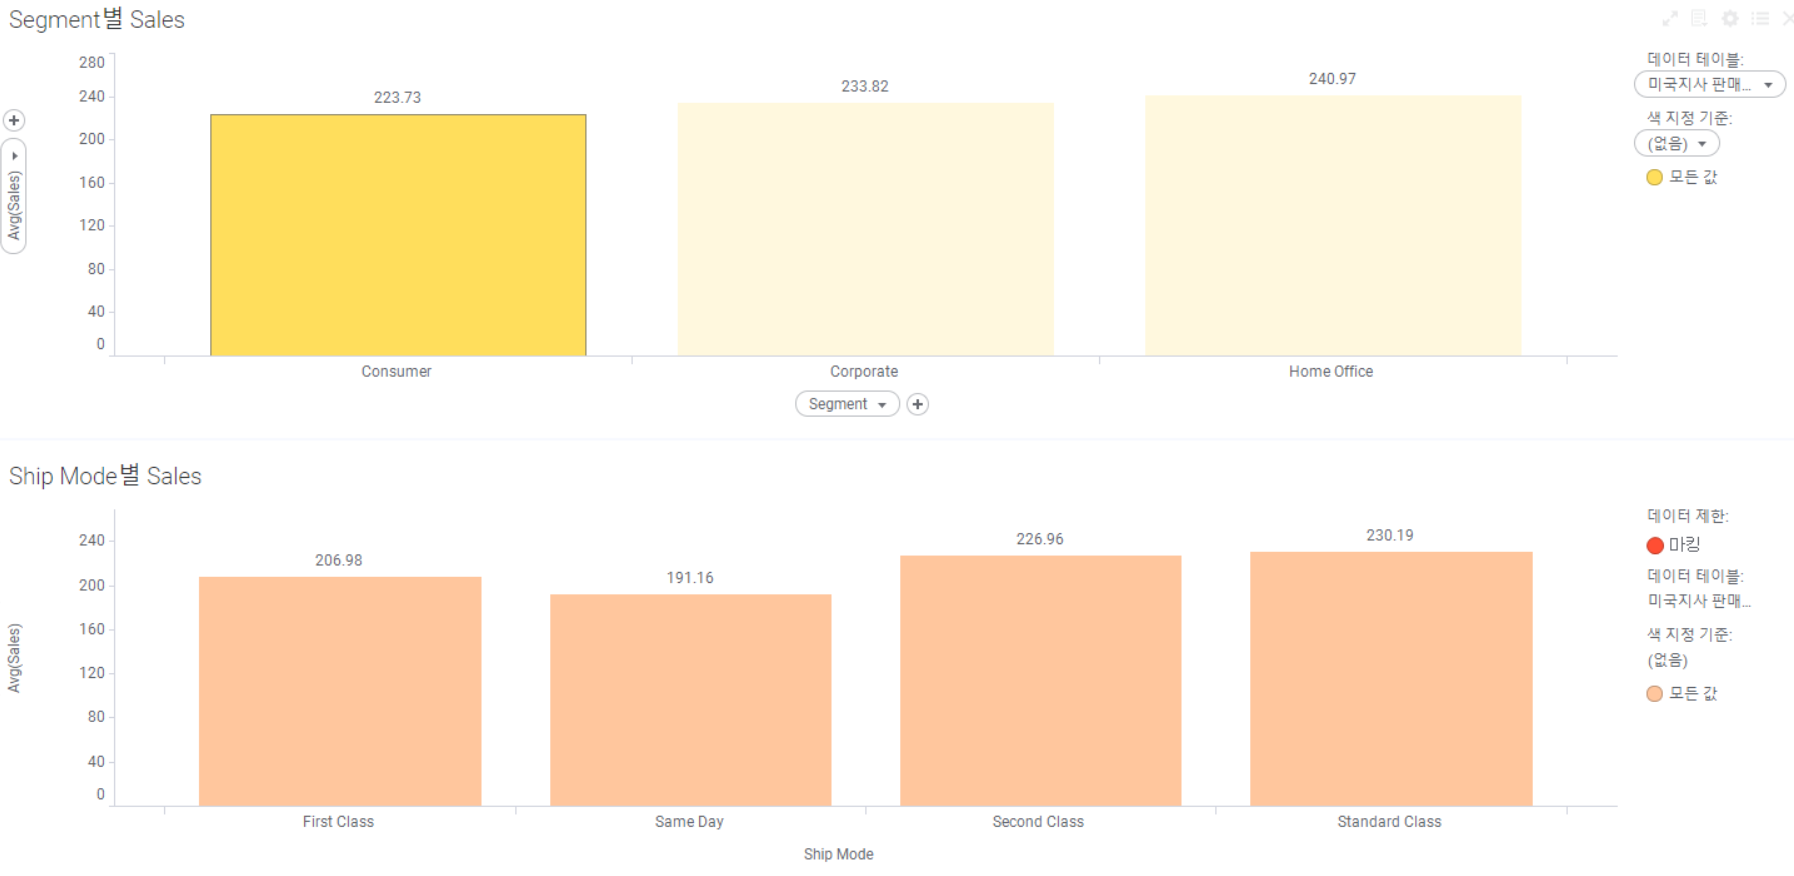 Segment별 Sales
데이터 테이블:
미국지사 판매...
색 지정 기준:
(없음)
모든 값
Avg(Sales)
280
240
200
160
120
80
40
0
223.73
233.82
240.97
Consumer
Corporate
Home Office
Segment
Ship Mode별 Sales
데이터 제한:
마킹
데이터 테이블:
미국지사 판매...
색 지정 기준:
(없음)
모든 값
Avg(Sales)
240
200
160
120
80
40
0
206.98
191.16
226.96
230.19
First Class
Same Day
Second Class
Standard Class
Ship Mode